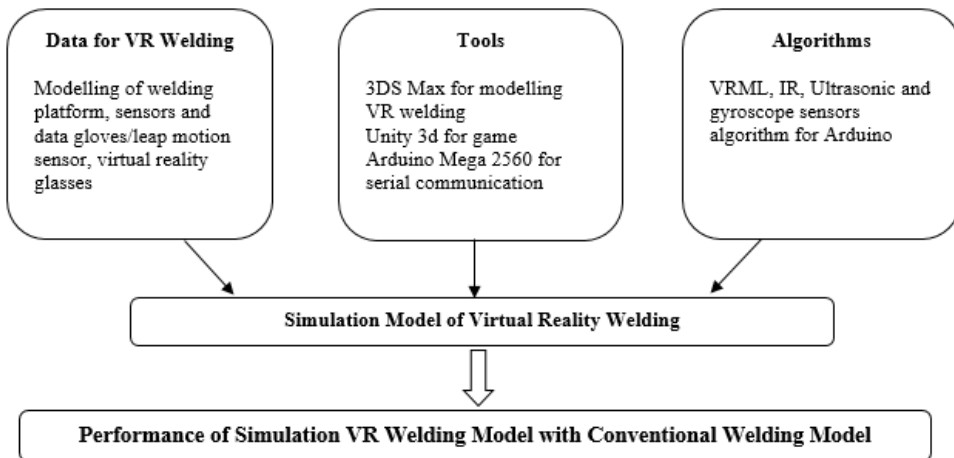 Data for VR Welding
Modelling of welding
platform, sensors and
data gloves/leap motion
sensor, virtual reality
glasses
Tools
3DS Max for modelling
VR welding
Unity 3d for game
Arduino Mega 2560 for
serial communication
Algorithms
VRML, IR, Ultrasonic and
gyroscope sensors
algorithm for Arduino
Simulation Model of Virtual Reality Welding
Performance of Simulation VR Welding Model with Conventional Welding Model